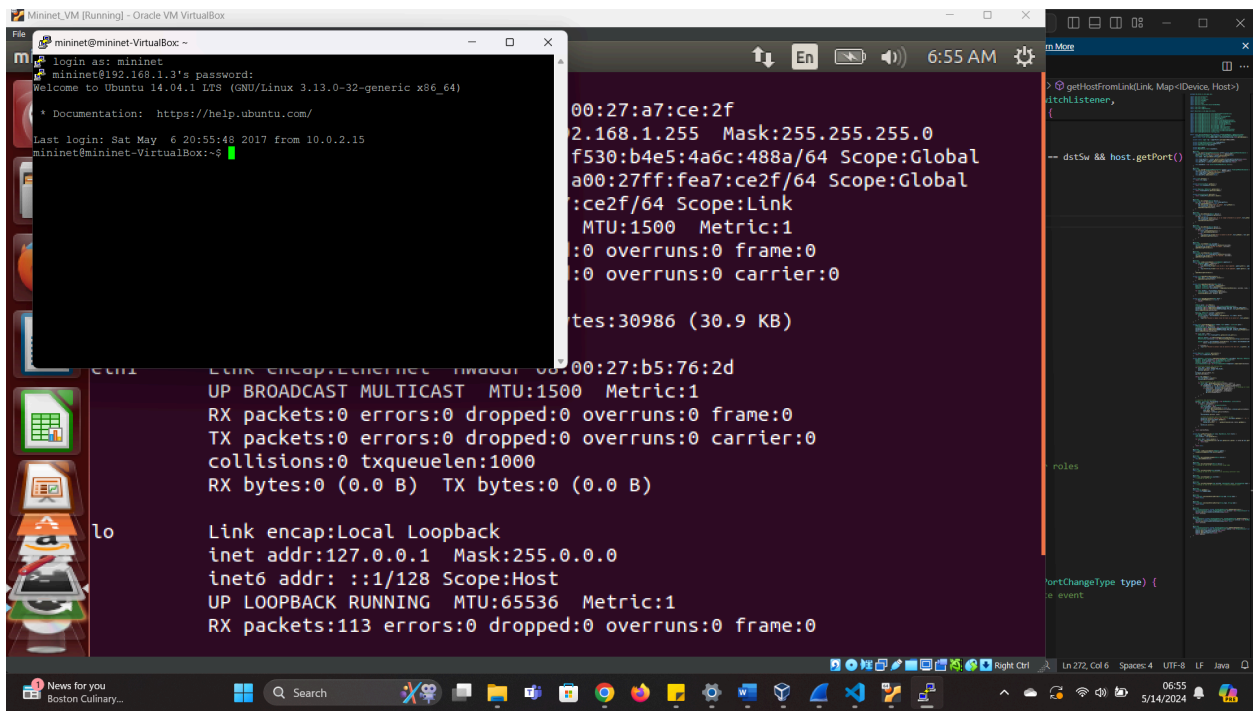 Mininet_VM [Running] - Oracle VM VirtualBox
File
mininet@mininet-VirtualBox: ~
login as: mininet
mininet@192.168.1.3's password:
Welcome to Ubuntu 14.04.1 LTS (GNU/Linux 3.13.0-32-generic x86_64)
* Documentation: https://help.ubuntu.com/
Last login: Sat May 6 20:55:48 2017 from 10.0.2.15
mininet@mininet-VirtualBox:~$
En
6:55 AM
00:27:a7:ce:2f
2.168.1.255 Mask:255.255.255.0
f530:b4e5:4a6c:488a/64 Scope:Global
a00:27ff:fea7:ce2f/64 Scope:Global
:ce2f/64 Scope:Link
MTU:1500 Metric:1
:0 overruns:0 frame:0
:0 overruns:0 carrier:0
tes:30986 (30.9 KB)
eth1 Link encap:Ethernet HWaddr 08:00:27:b5:76:2d
UP BROADCAST MULTICAST MTU:1500 Metric:1
RX packets:0 errors:0 dropped:0 overruns:0 frame:0
TX packets:0 errors:0 dropped:0 overruns:0 carrier:0
collisions:0 txqueuelen:1000
RX bytes:0 (0.0 B) TX bytes:0 (0.0 B)
lo Link encap:Local Loopback
inet addr:127.0.0.1 Mask:255.0.0.0
inet6 addr: ::1/128 Scope:Host
UP LOOPBACK RUNNING MTU:65536 Metric:1
RX packets:113 errors:0 dropped:0 overruns:0 frame:0
Right Ctrl
rn More
getHostFromLink(Link, Map<IDevice, Host>)
itchListener,
{
== dstSw && host.getPort()
roles
PortChangeType type) {
e event
Ln 272, Col 6 Spaces: 4 UTF-8 LF Java
1
News for you
Boston Culinary...
Search
06:55
5/14/2024